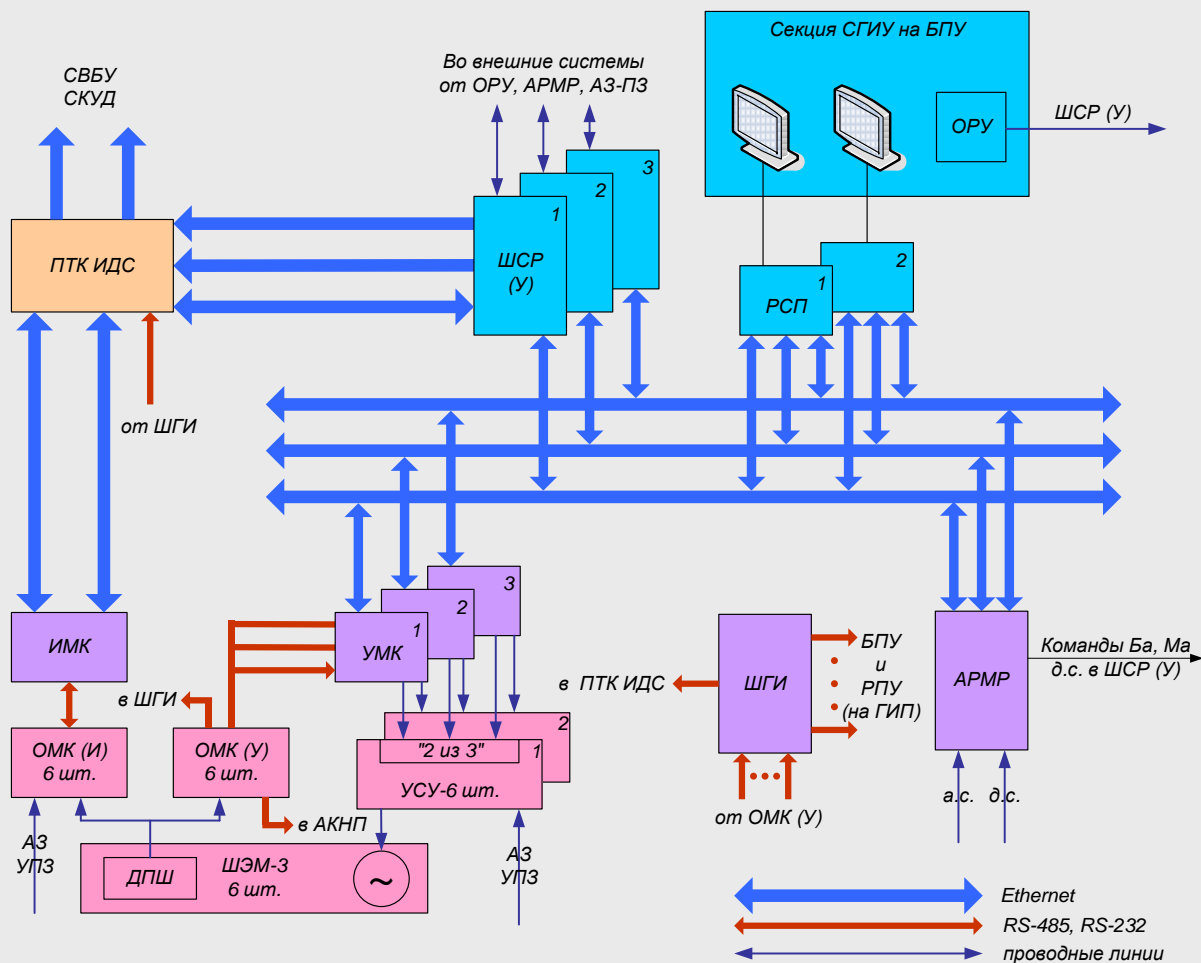 Секция СГИУ на БПУ
СВБУ
СКУД
Во внешние системы
от ОРУ, АРМР, АЗ-ПЗ
ОРУ
ШСР (У)
3
2
1
ШСР
(У)
ПТК ИДС
2
1
РСП
от ШГИ
3
2
1
УМК
ИМК
в ШГИ
ОМК (И)
6 шт.
ОМК (У)
6 шт.
2
"2 из 3"
1
УСУ-6 шт.
в АКНП
АЗ
УПЗ
ДПШ
ШЭМ-3
6 шт.
~
АЗ
УПЗ
в ПТК ИДС
ШГИ
БПУ
и
РПУ
(на ГИП)
от ОМК (У)
АРМР
Команды Ба, Ма
д.с. в ШСР (У)
а.с.
д.с.
Ethernet
RS-485, RS-232
проводные линии